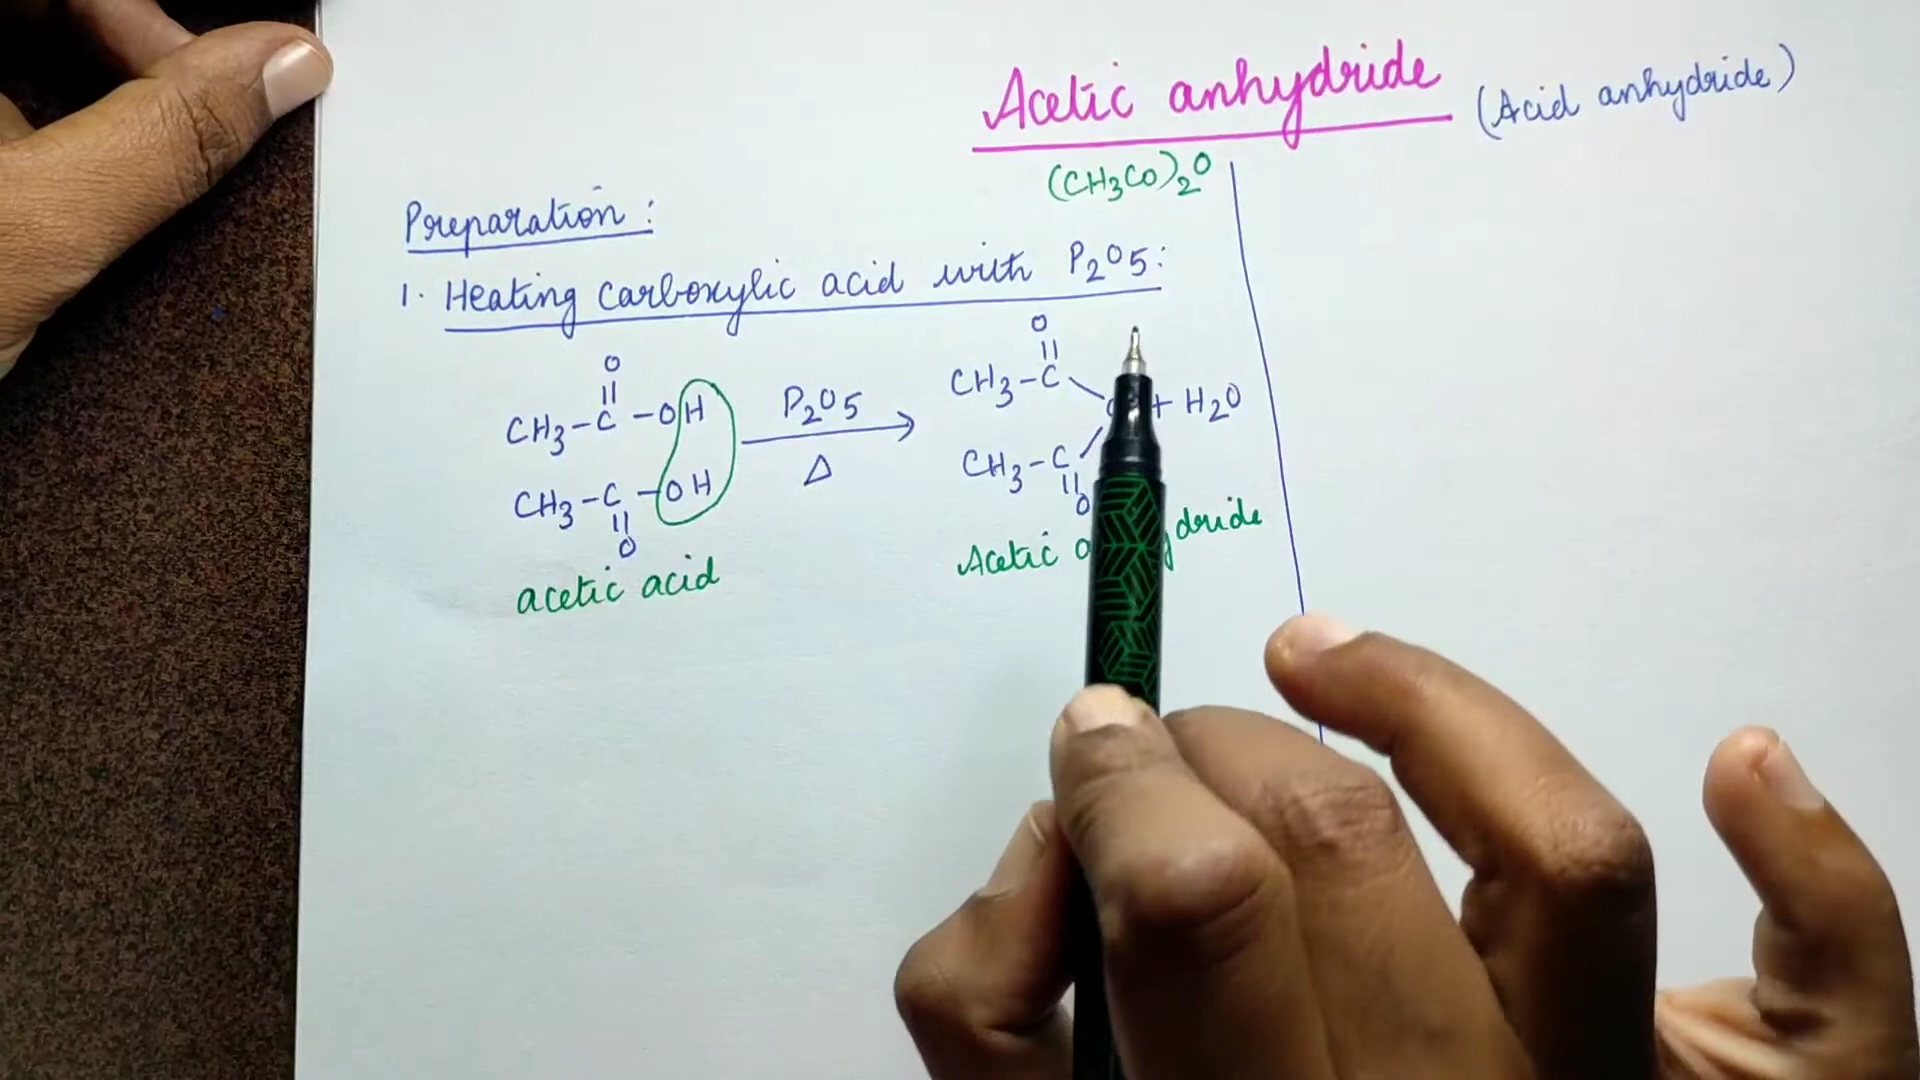 Acetic anhydride (Acid anhydride)
(CH3CO)2O
Preparation :
1. Heating carboxylic acid with P2O5:
O
||
CH3-C-OH
CH3-C-OH
||
O
acetic acid
P2O5
Δ
O
||
CH3-C
+ H2O
CH3-C
||
O
Acetic